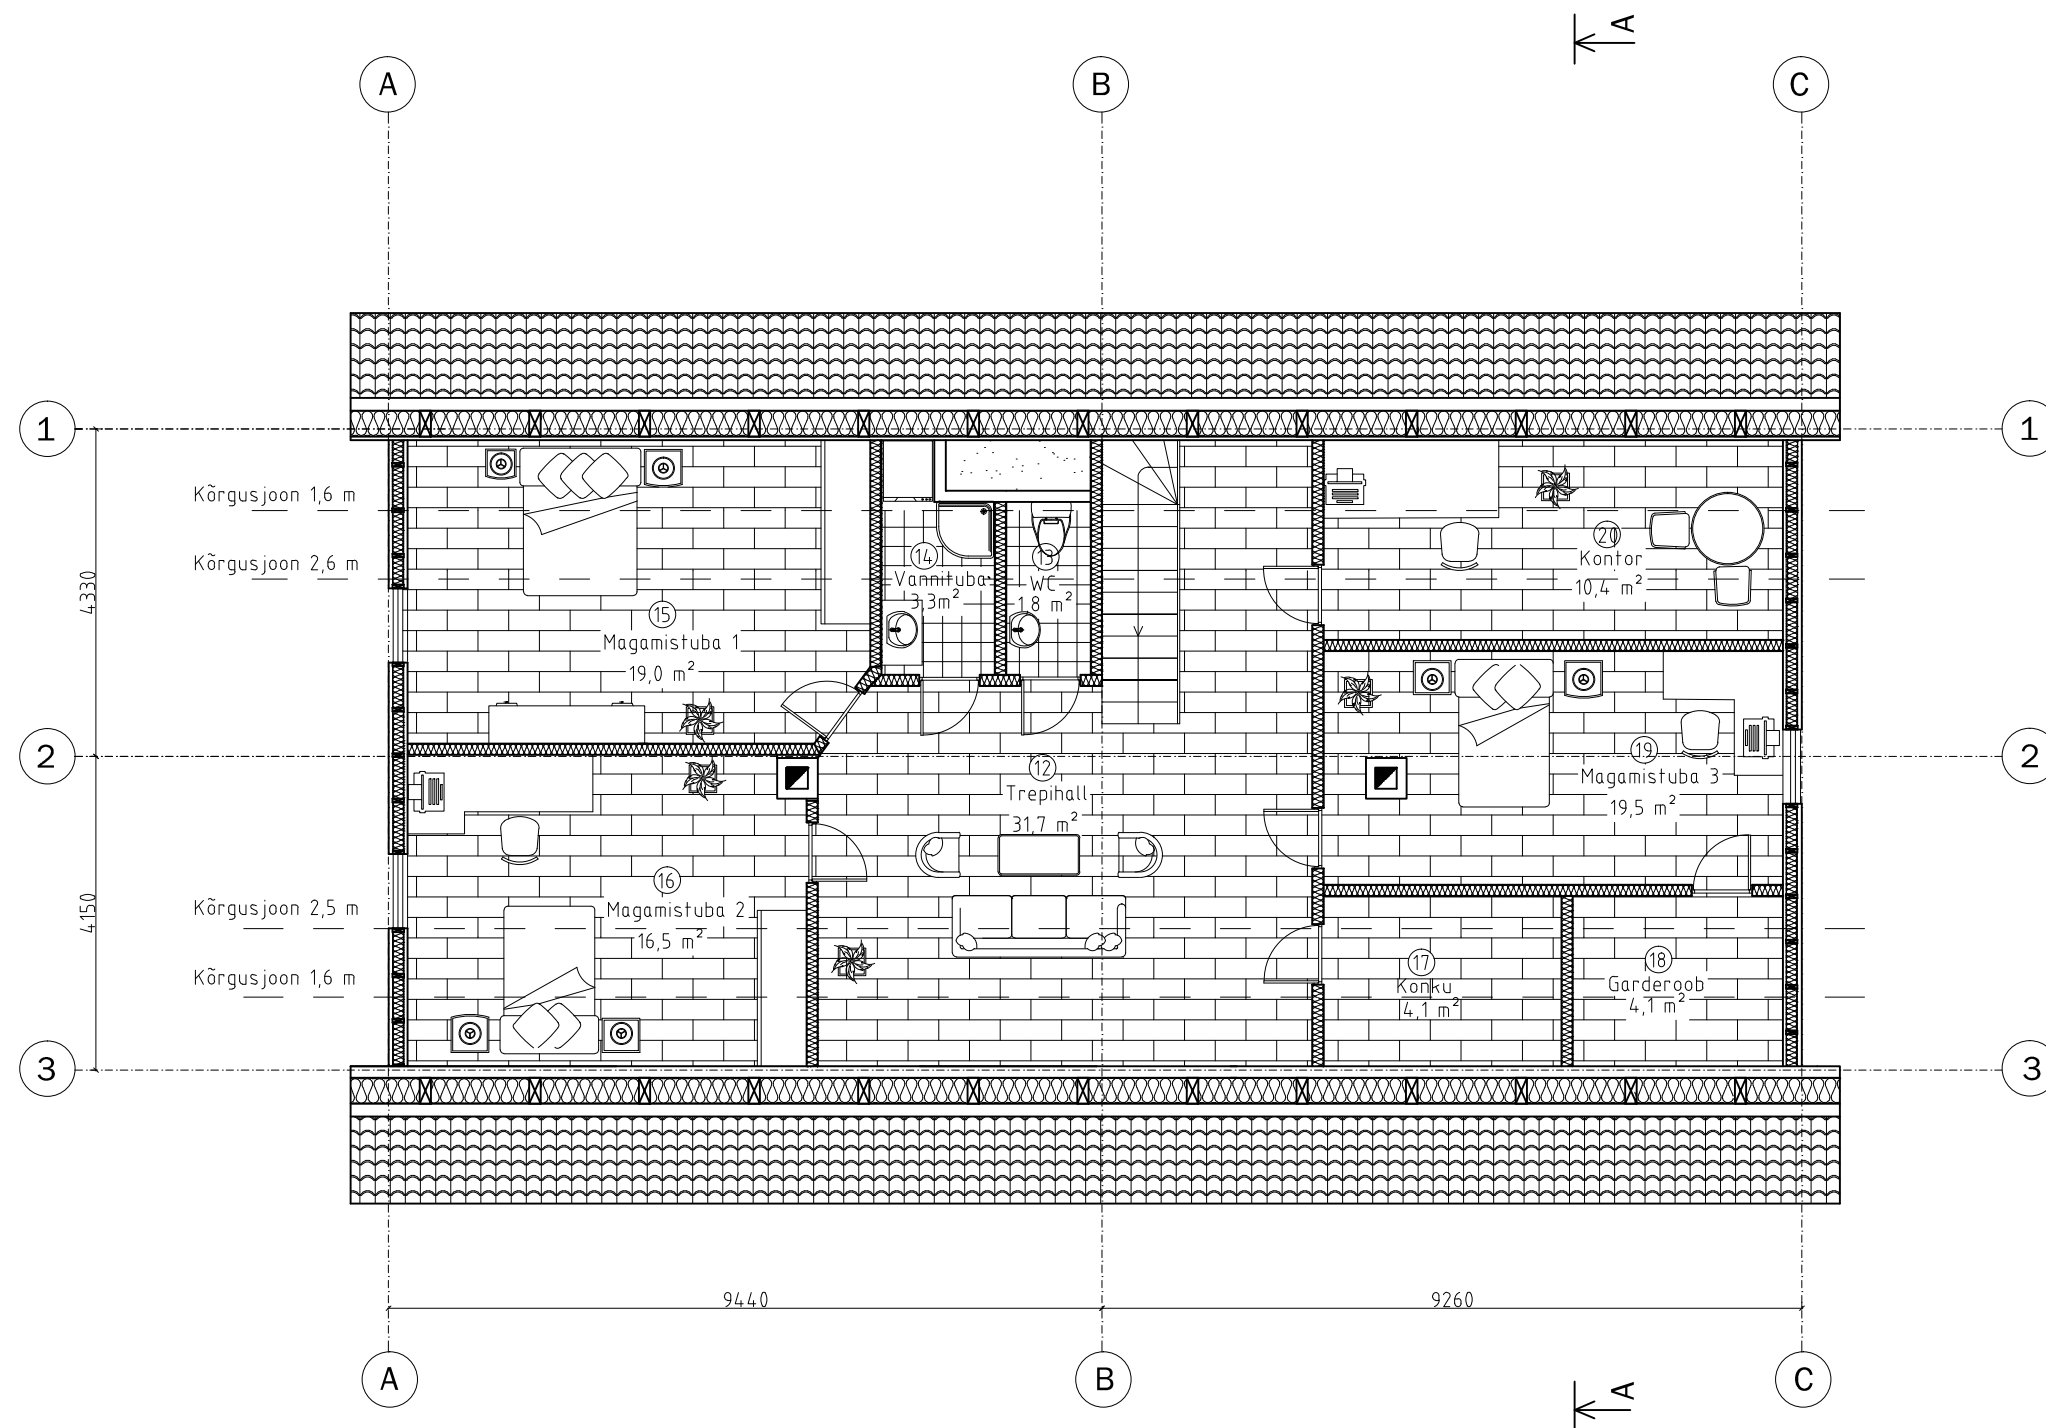 A
A
B
C
1
1
Kõrgusjoon 1,6 m
Kõrgusjoon 2,6 m
4330
14
Vannituba
3,3m²
13
WC
1,8 m²
20
Kontor
10,4 m²
15
Magamistuba 1
19,0 m²
2
2
12
Trepihall
31,7 m²
19
Magamistuba 3
19,5 m²
16
Magamistuba 2
16,5 m²
Kõrgusjoon 2,5 m
4150
Kõrgusjoon 1,6 m
17
Konku
4,1 m²
18
Garderoob
4,1 m²
3
3
9440
9260
A
B
C
A